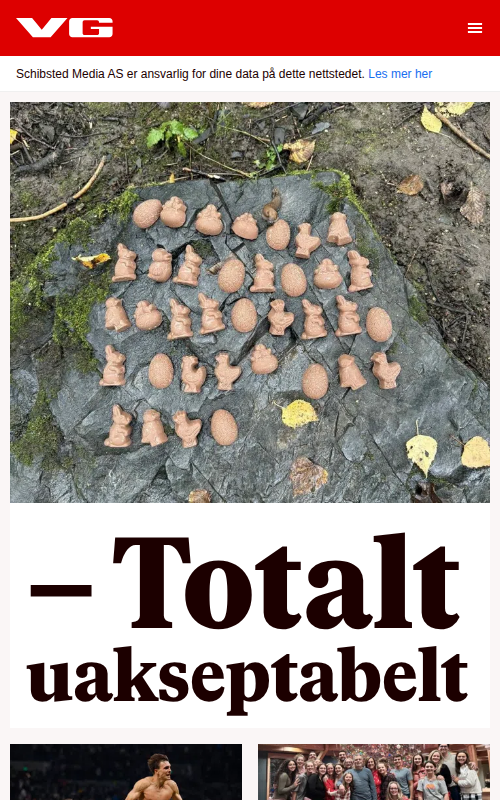 VG
Schibsted Media AS er ansvarlig for dine data på dette nettstedet. Les mer her
– Totalt
uakseptabelt